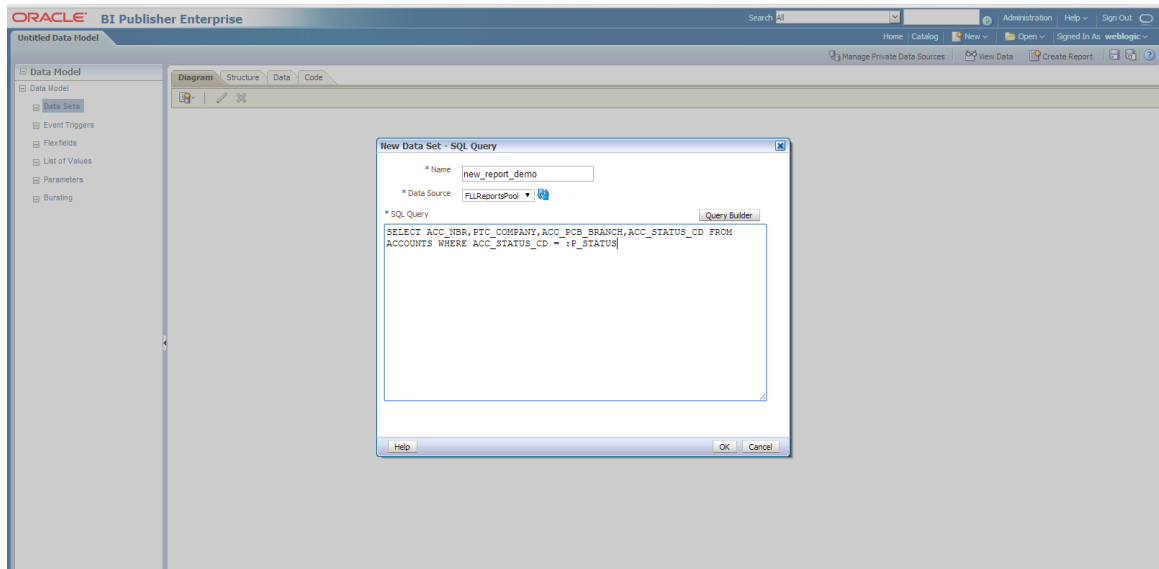 ORACLE BI Publisher Enterprise
Search All
Administration Help Sign Out
Untitled Data Model
Home Catalog New Open Signed In As weblogic
Manage Private Data Sources View Data Create Report
Data Model
Diagram Structure Data Code
Data Model
Data Sets
Event Triggers
Flexfields
List of Values
Parameters
Bursting
New Data Set - SQL Query
* Name new_report_demo
* Data Source FLLReportsPool
* SQL Query
Query Builder
SELECT ACC_NBR,PTC_COMPANY,ACC_PCB_BRANCH,ACC_STATUS_CD FROM
ACCOUNTS WHERE ACC_STATUS_CD = :P_STATUS
Help OK Cancel